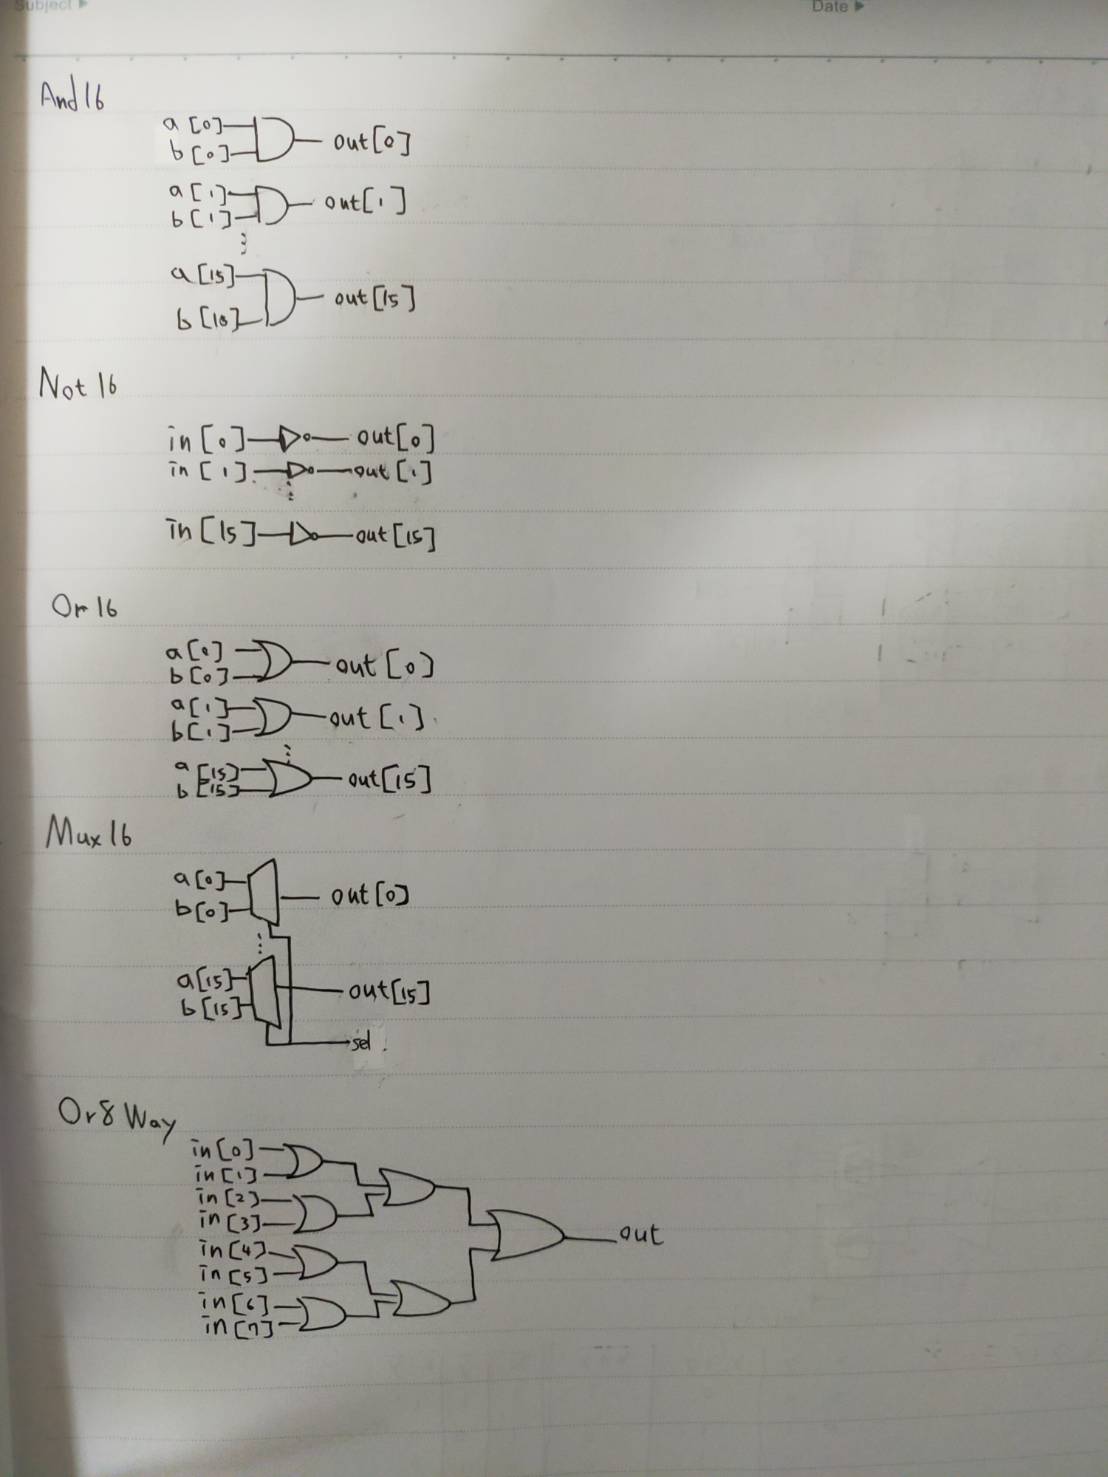 Subject
Date
And16
a[0]
b[0]
out[0]
a[1]
b[1]
out[1]
a[15]
b[15]
out[15]
Not 16
in[0]
out[0]
in[1]
out[1]
in[15]
out[15]
Or 16
a[0]
b[0]
out[0]
a[1]
b[1]
out[1]
a[15]
b[15]
out[15]
Mux 16
a[0]
b[0]
out[0]
a[15]
b[15]
out[15]
sel
Or8 Way
in[0]
in[1]
in[2]
in[3]
in[4]
in[5]
in[6]
in[7]
out